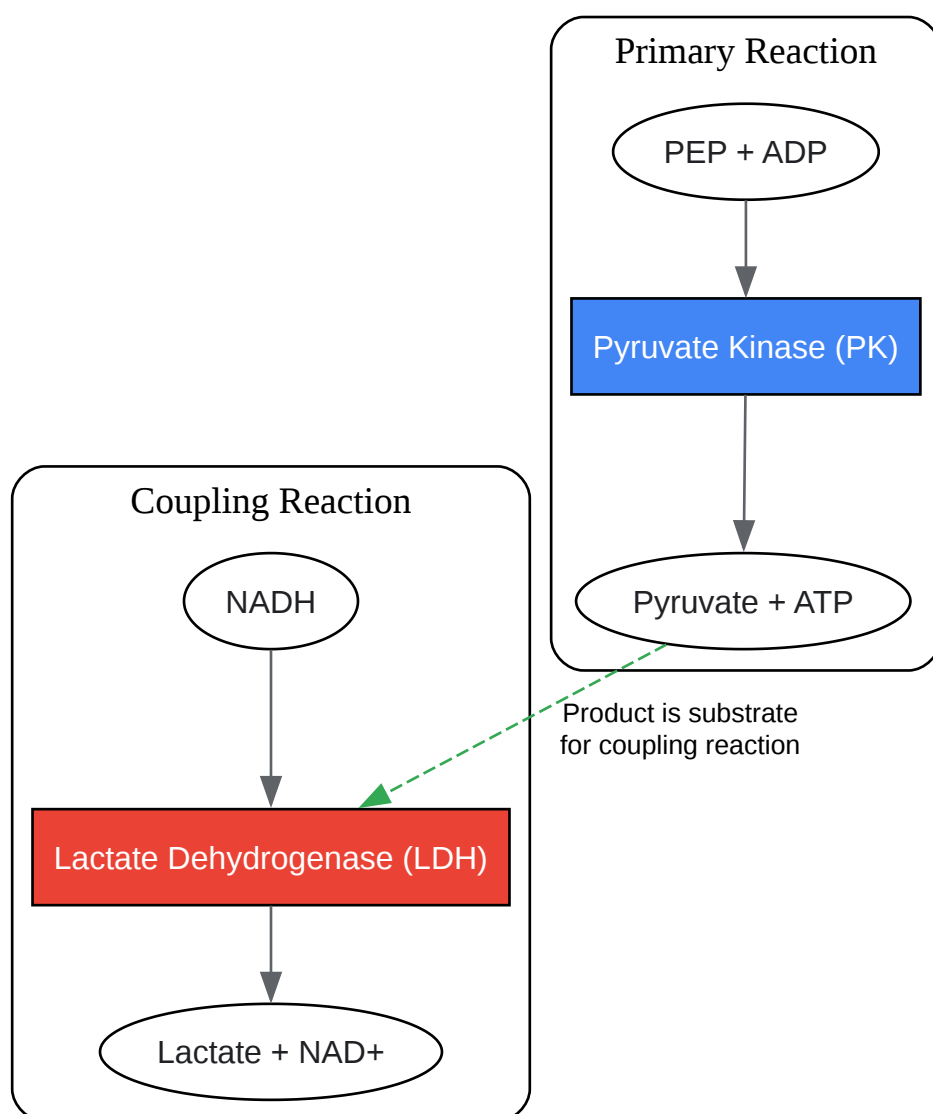 Primary Reaction
PEP + ADP
Pyruvate Kinase (PK)
Pyruvate + ATP
Product is substrate
for coupling reaction
Coupling Reaction
NADH
Lactate Dehydrogenase (LDH)
Lactate + NAD+